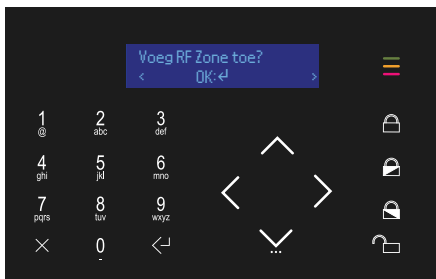 Voeg RF Zone toe?
< OK:↵ >
1 2 3
@ abc def
4 5 6
ghi jkl mno
7 8 9
pqrs tuv wxyz
0
-
...